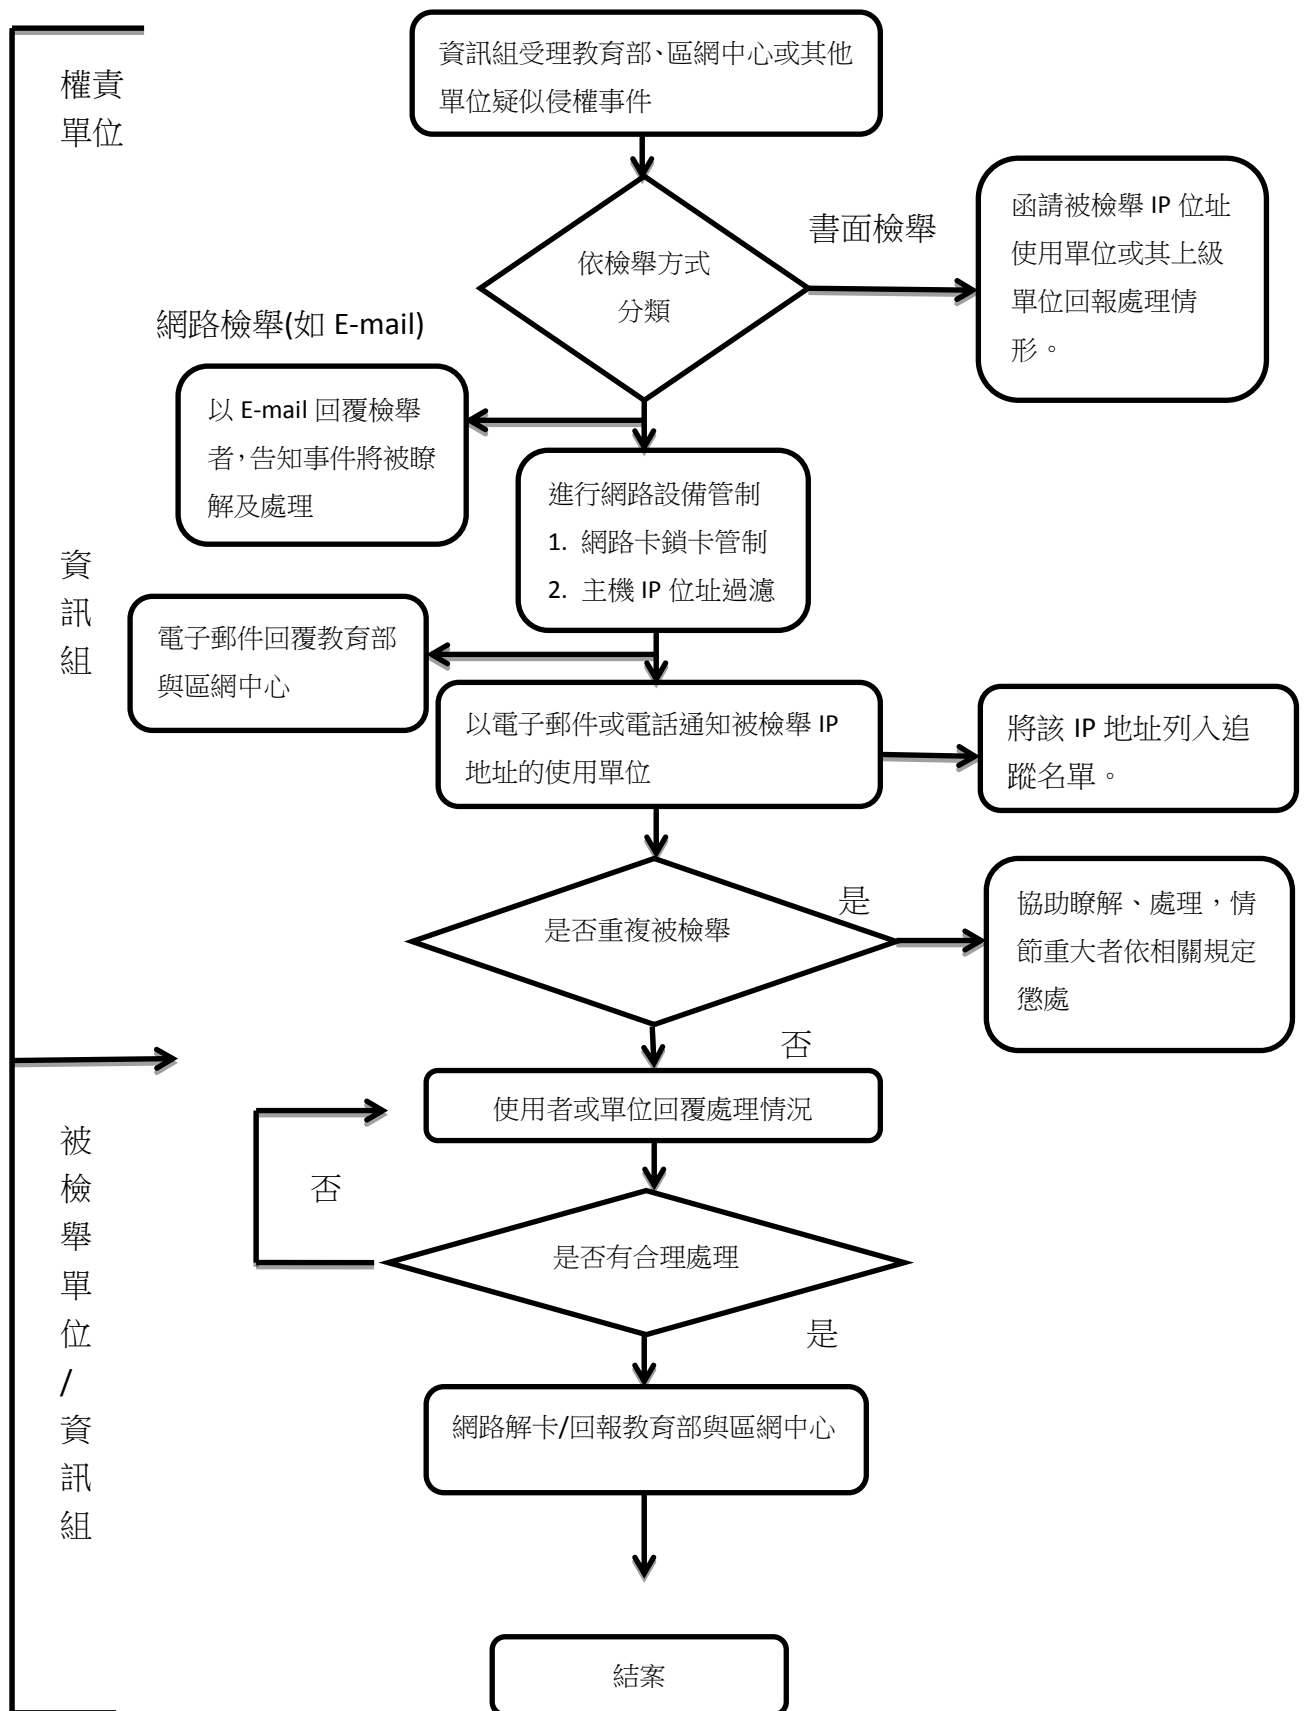 權責
單位
資訊組受理教育部、區網中心或其他
單位疑似侵權事件
依檢舉方式
分類
書面檢舉
函請被檢舉 IP 位址
使用單位或其上級
單位回報處理情
形。
網路檢舉(如 E-mail)
以 E-mail 回覆檢舉
者，告知事件將被瞭
解及處理
進行網路設備管制
1. 網路卡鎖卡管制
2. 主機 IP 位址過濾
資
訊
組
電子郵件回覆教育部
與區網中心
以電子郵件或電話通知被檢舉 IP
地址的使用單位
將該 IP 地址列入追
蹤名單。
是否重複被檢舉
是
協助瞭解、處理，情
節重大者依相關規定
懲處
否
使用者或單位回覆處理情況
否
是否有合理處理
是
被
檢
舉
單
位
/
資
訊
組
網路解卡/回報教育部與區網中心
結案